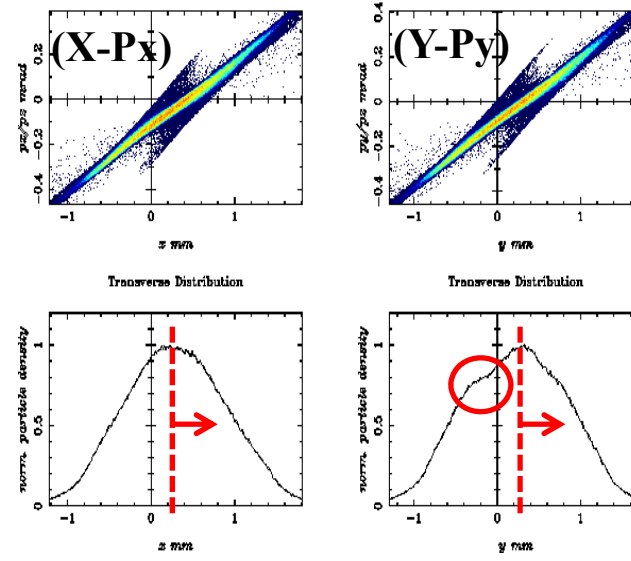 (X-Px)
(Y-Py)
px/pz mrad
0.2
0
-0.2
-0.4
-1
0
1
x mm
py/pz mrad
0.4
0.2
0
-0.2
-0.4
-1
0
1
y mm
Transverse Distribution
norm particle density
1
0.5
0
-1
0
1
x mm
Transverse Distribution
norm particle density
1
0.5
0
-1
0
1
y mm